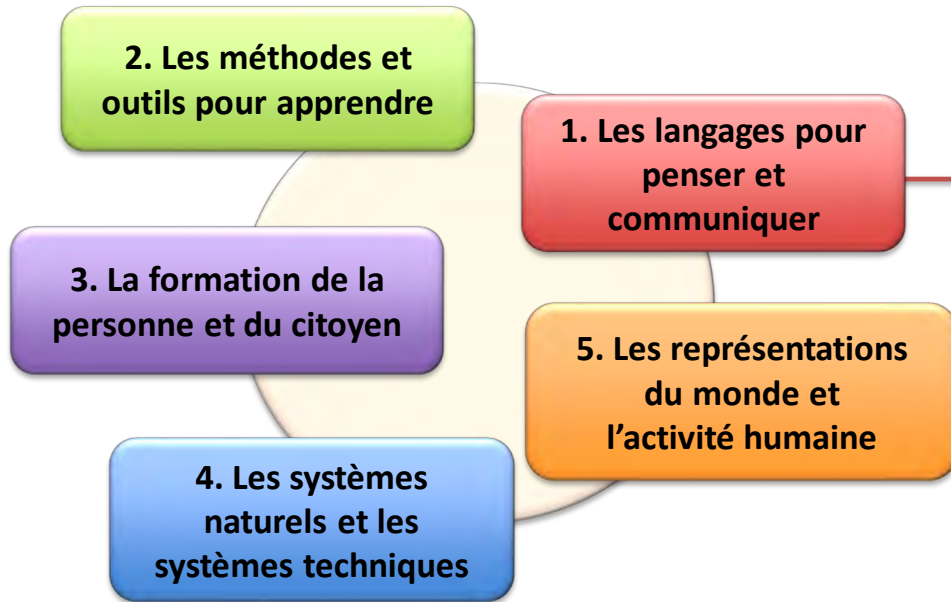 2. Les méthodes et
outils pour apprendre
1. Les langages pour
penser et
communiquer
3. La formation de la
personne et du citoyen
5. Les représentations
du monde et
l’activité humaine
4. Les systèmes
naturels et les
systèmes techniques